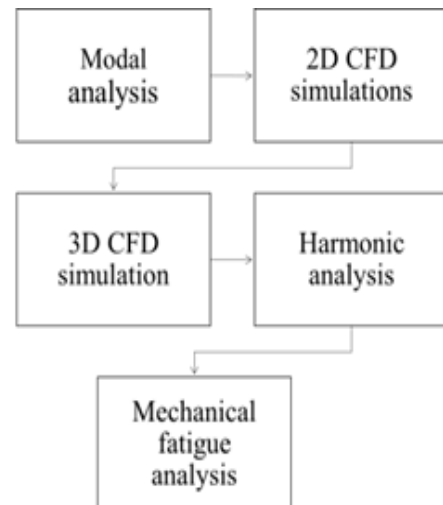 Modal
analysis
2D CFD
simulations
3D CFD
simulation
Harmonic
analysis
Mechanical
fatigue
analysis